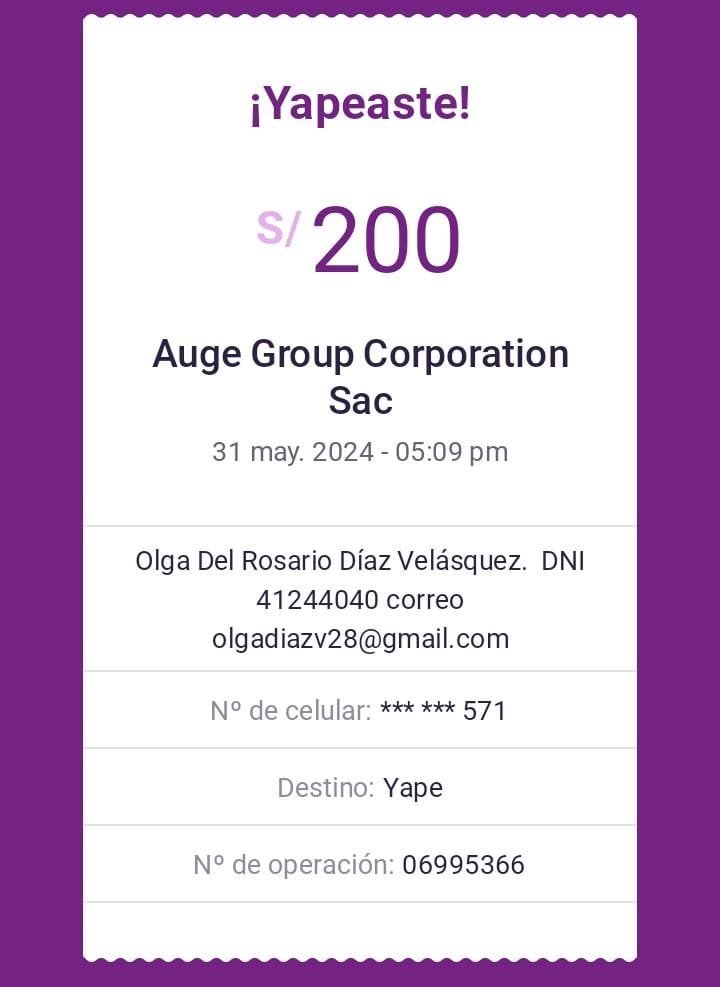 ¡Yapeaste!
S/ 200
Auge Group Corporation
Sac
31 may. 2024 - 05:09 pm
Olga Del Rosario Díaz Velásquez. DNI
41244040 correo
olgadiazv28@gmail.com
Nº de celular: *** *** 571
Destino: Yape
Nº de operación: 06995366